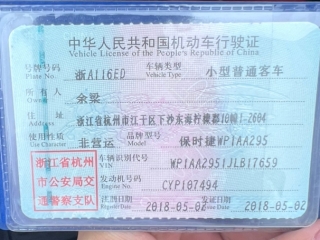 中华人民共和国机动车行驶证
Vehicle License of the People's Republic of China
号牌号码 浙A116ED 车辆类型 小型普通客车
Plate No. Vehicle Type
所有人 余梁
Owner
住址 浙江省杭州市江干区下沙东海柠檬郡10幢1-2604
Address
使用性质 非营运 品牌型号 保时捷WP1AA295
Use Character Model
浙江省杭州
市公安局交
通警察支队
车辆识别代号 WP1AA2951JLB17659
VIN
发动机号码 CYP107494
Engine No.
注册日期 2018-05-02 发证日期 2018-05-02